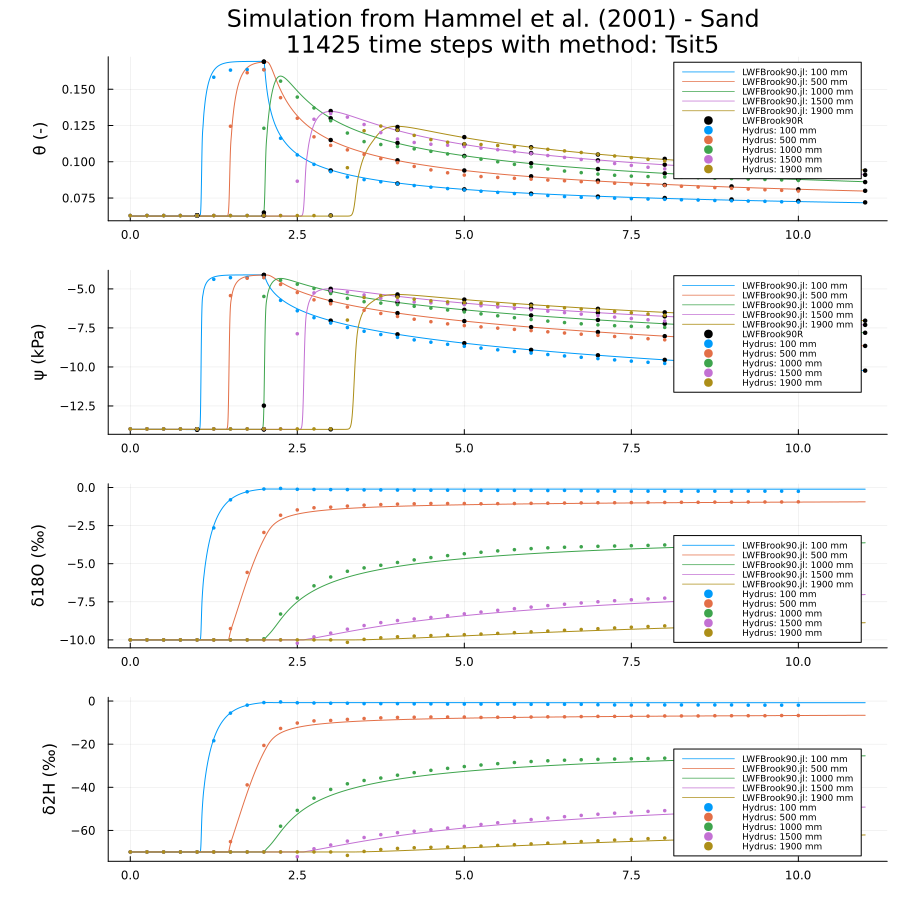 Simulation from Hammel et al. (2001) - Sand
11425 time steps with method: Tsit5
θ (-)
0.150
0.125
0.100
0.075
0.0 2.5 5.0 7.5 10.0
LWFBrook90.jl: 100 mm
LWFBrook90.jl: 500 mm
LWFBrook90.jl: 1000 mm
LWFBrook90.jl: 1500 mm
LWFBrook90.jl: 1900 mm
LWFBrook90R
Hydrus: 100 mm
Hydrus: 500 mm
Hydrus: 1000 mm
Hydrus: 1500 mm
Hydrus: 1900 mm
ψ (kPa)
−5.0
−7.5
−10.0
−12.5
0.0 2.5 5.0 7.5 10.0
LWFBrook90.jl: 100 mm
LWFBrook90.jl: 500 mm
LWFBrook90.jl: 1000 mm
LWFBrook90.jl: 1500 mm
LWFBrook90.jl: 1900 mm
LWFBrook90R
Hydrus: 100 mm
Hydrus: 500 mm
Hydrus: 1000 mm
Hydrus: 1500 mm
Hydrus: 1900 mm
δ18O (‰)
0.0
−2.5
−5.0
−7.5
−10.0
0.0 2.5 5.0 7.5 10.0
LWFBrook90.jl: 100 mm
LWFBrook90.jl: 500 mm
LWFBrook90.jl: 1000 mm
LWFBrook90.jl: 1500 mm
LWFBrook90.jl: 1900 mm
Hydrus: 100 mm
Hydrus: 500 mm
Hydrus: 1000 mm
Hydrus: 1500 mm
Hydrus: 1900 mm
δ2H (‰)
0
−20
−40
−60
0.0 2.5 5.0 7.5 10.0
LWFBrook90.jl: 100 mm
LWFBrook90.jl: 500 mm
LWFBrook90.jl: 1000 mm
LWFBrook90.jl: 1500 mm
LWFBrook90.jl: 1900 mm
Hydrus: 100 mm
Hydrus: 500 mm
Hydrus: 1000 mm
Hydrus: 1500 mm
Hydrus: 1900 mm